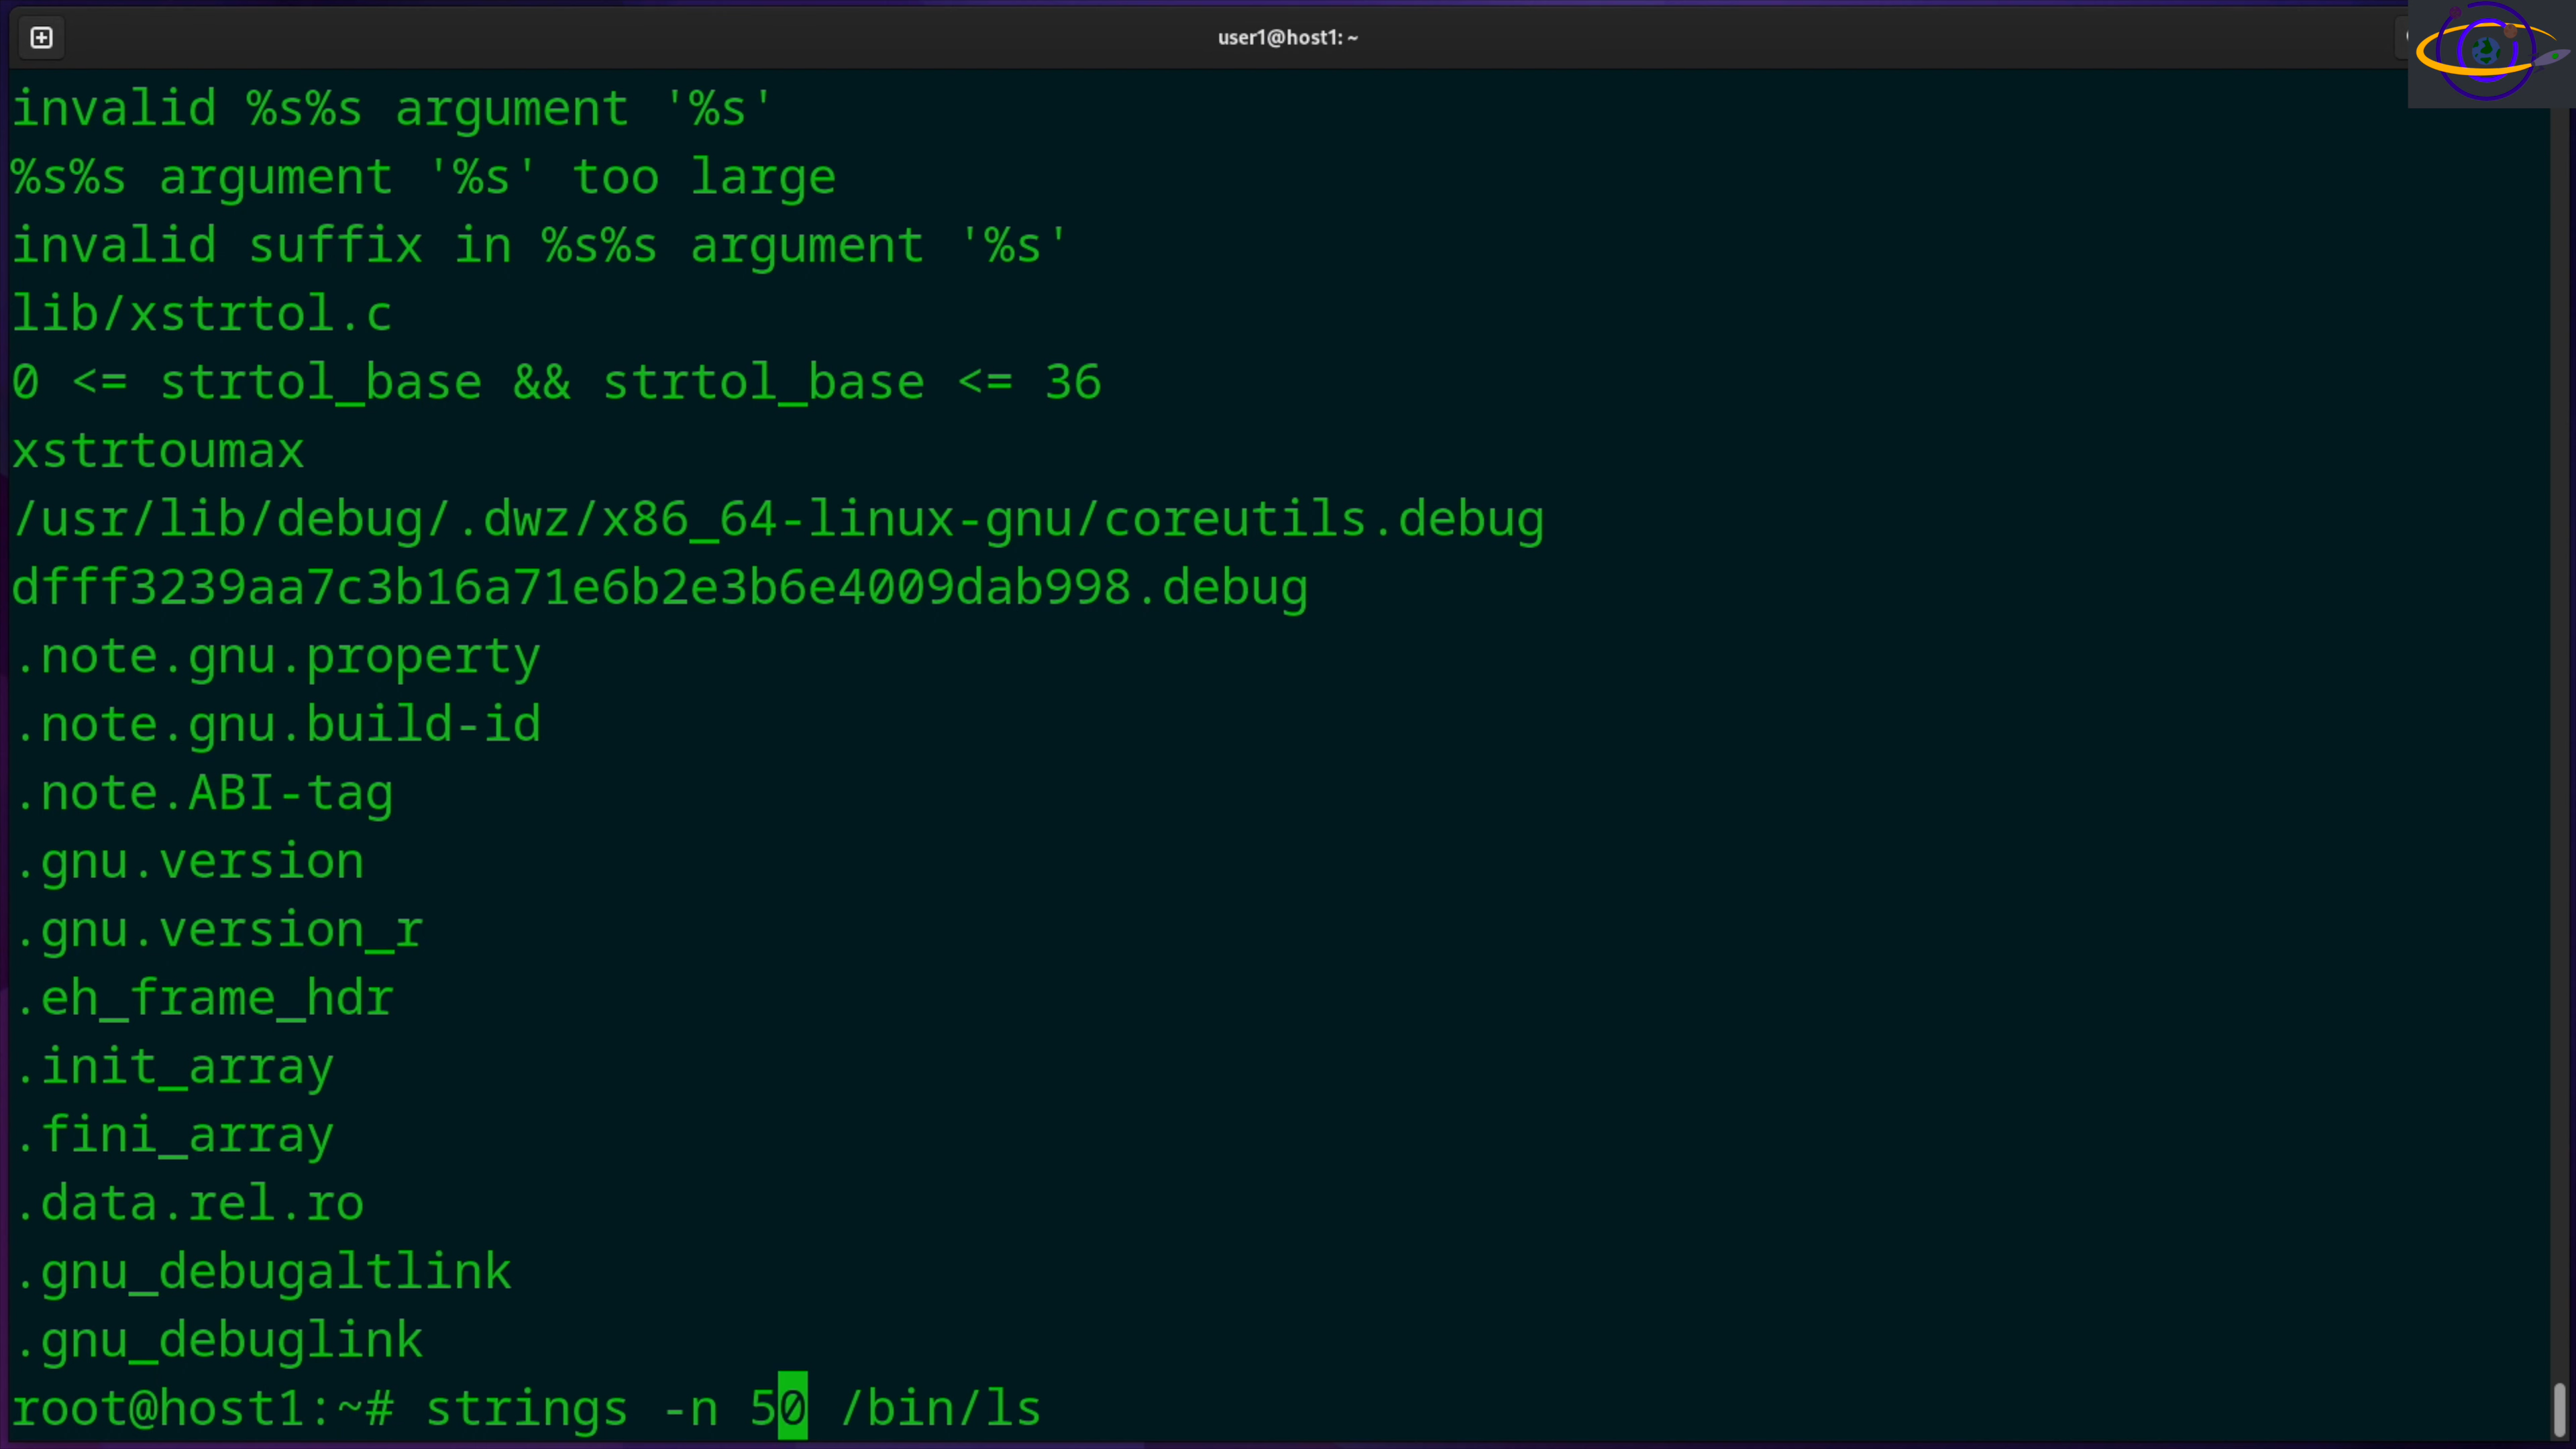 user1@host1: ~
invalid %s%s argument '%s'
%s%s argument '%s' too large
invalid suffix in %s%s argument '%s'
lib/xstrtol.c
0 <= strtol_base && strtol_base <= 36
xstrtoumax
/usr/lib/debug/.dwz/x86_64-linux-gnu/coreutils.debug
dfff3239aa7c3b16a71e6b2e3b6e4009dab998.debug
.note.gnu.property
.note.gnu.build-id
.note.ABI-tag
.gnu.version
.gnu.version_r
.eh_frame_hdr
.init_array
.fini_array
.data.rel.ro
.gnu_debugaltlink
.gnu_debuglink
root@host1:~# strings -n 50 /bin/ls